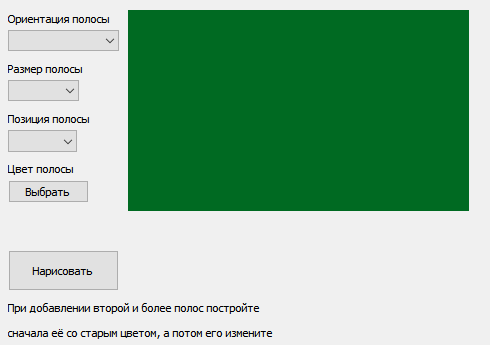 Ориентация полосы
Размер полосы
Позиция полосы
Цвет полосы
Выбрать
Нарисовать
При добавлении второй и более полос постройте
сначала её со старым цветом, а потом его измените